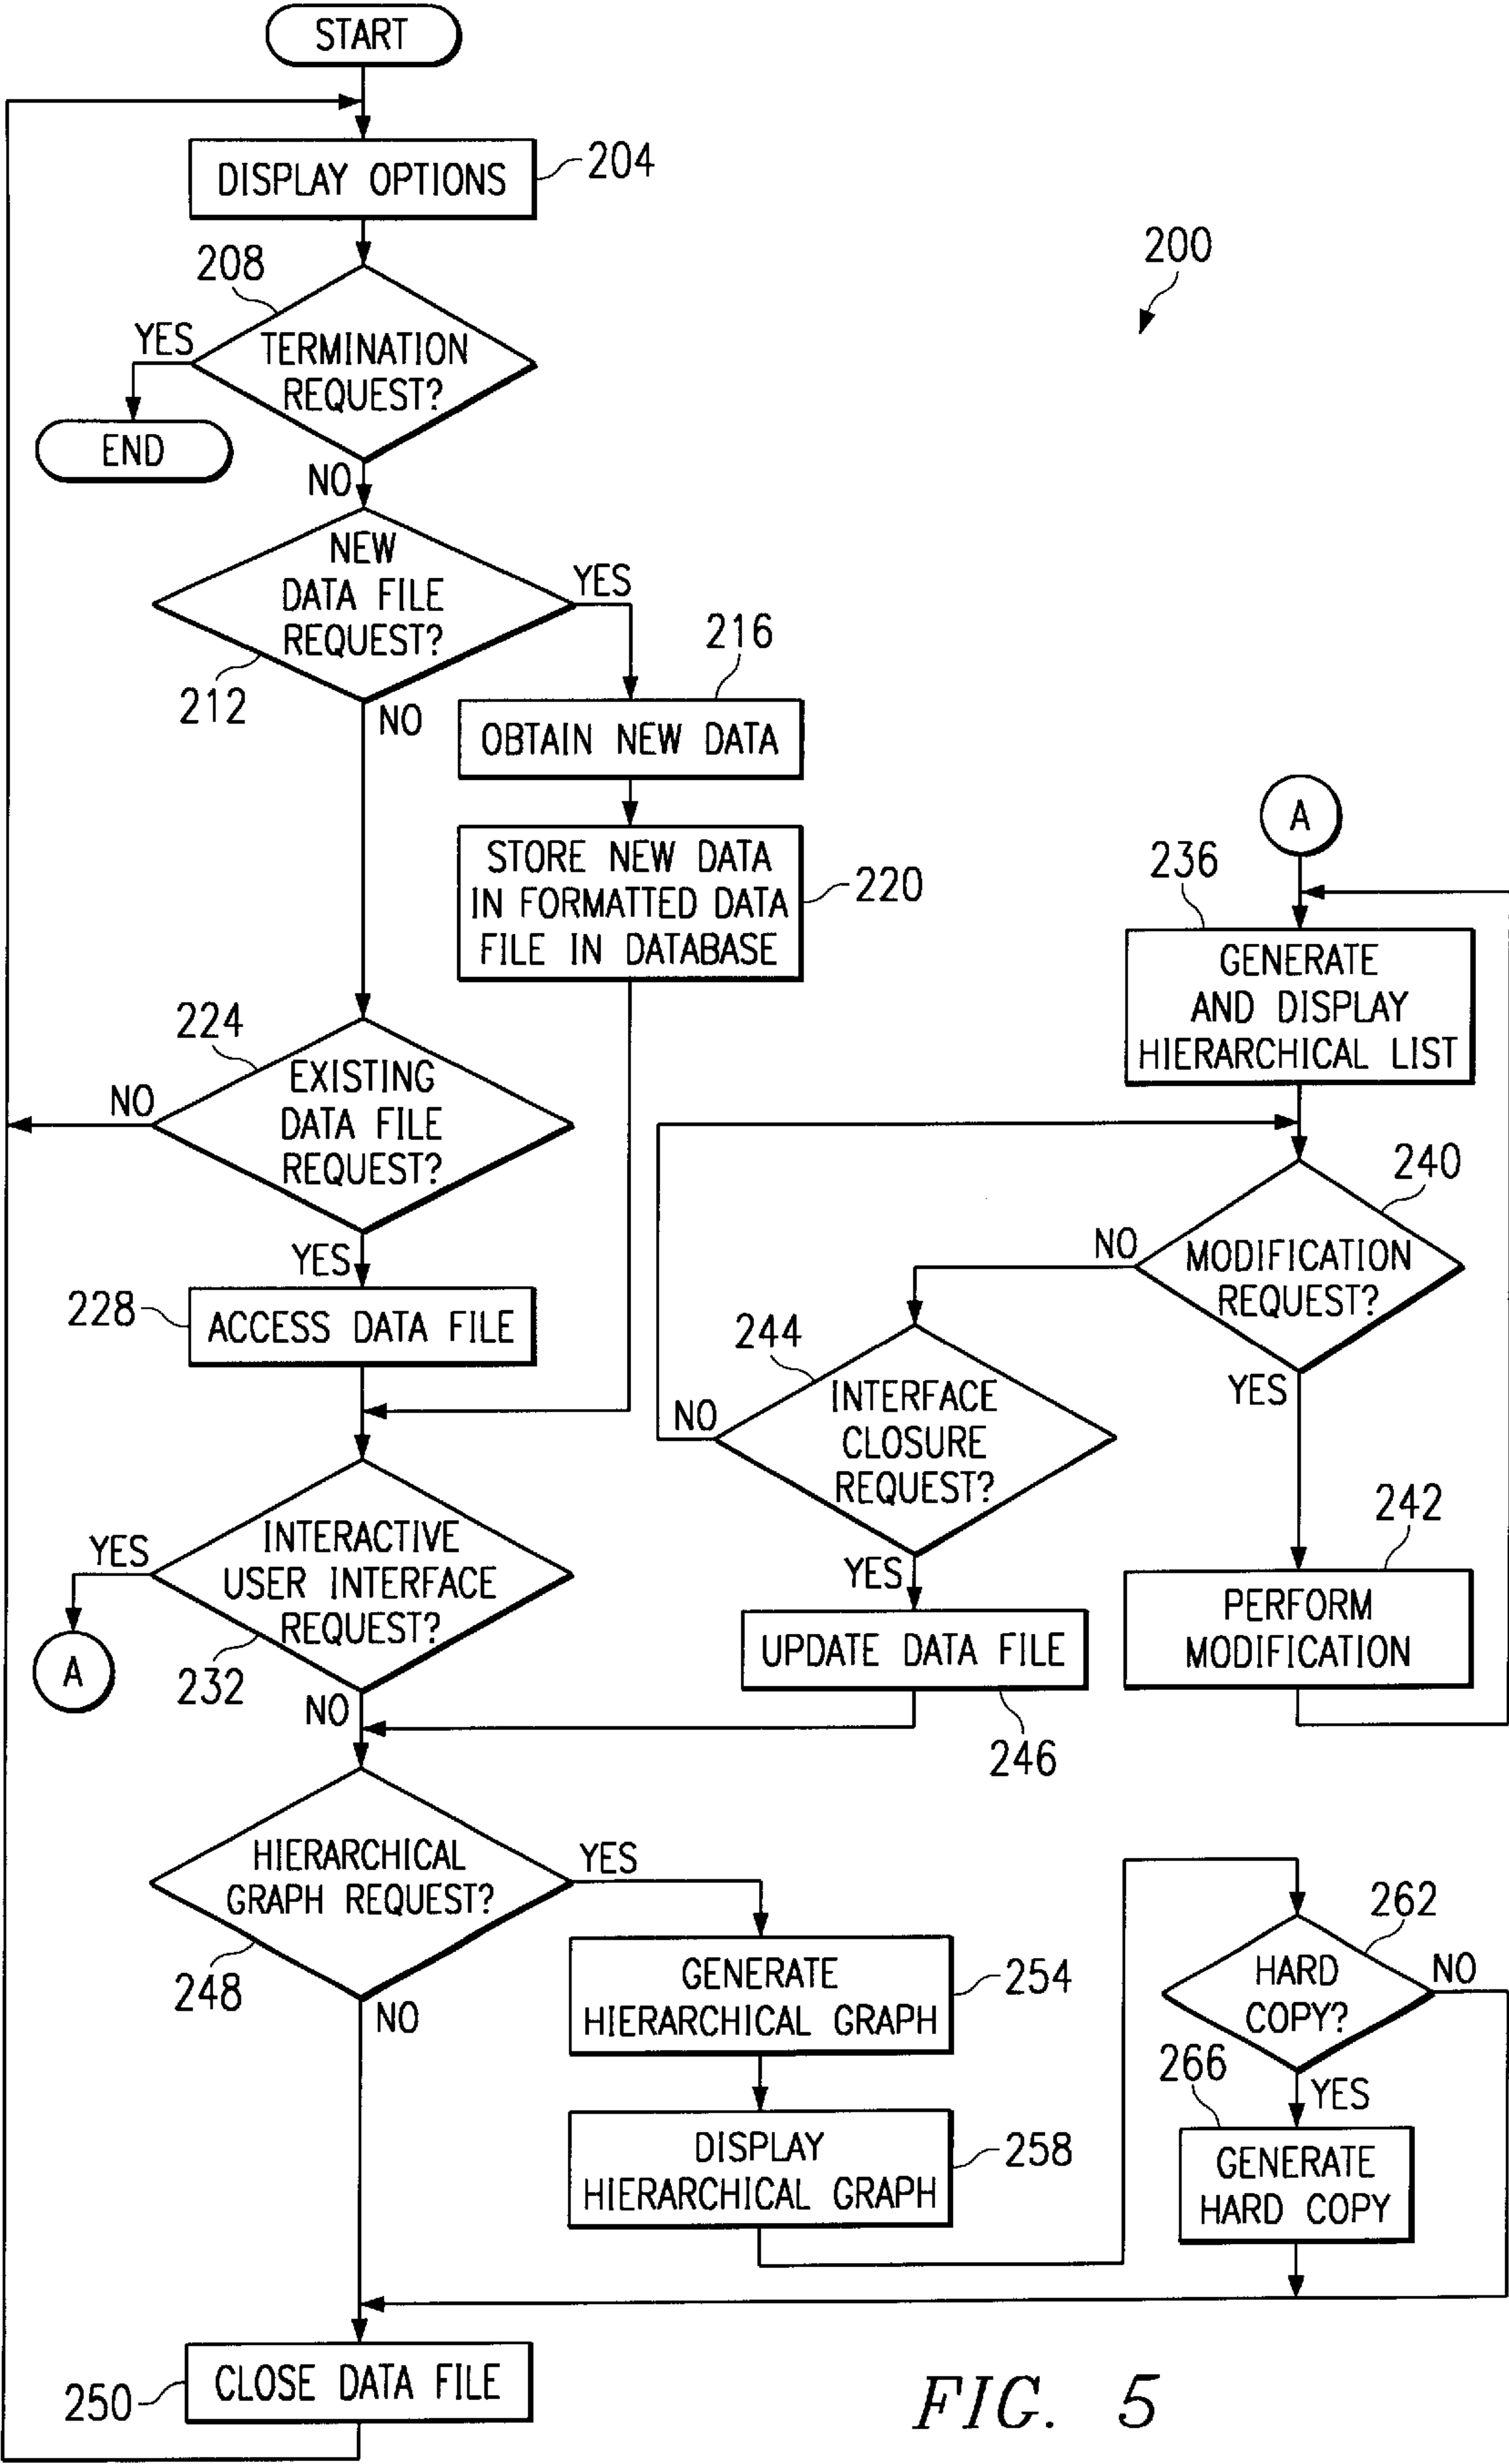 START
DISPLAY OPTIONS
204
200
208
YES
TERMINATION
REQUEST?
END
NO
NEW
DATA FILE
REQUEST?
YES
212
NO
216
OBTAIN NEW DATA
STORE NEW DATA
IN FORMATTED DATA
FILE IN DATABASE
220
A
236
GENERATE
AND DISPLAY
HIERARCHICAL LIST
224
NO
EXISTING
DATA FILE
REQUEST?
YES
228
ACCESS DATA FILE
240
NO
MODIFICATION
REQUEST?
YES
244
NO
INTERFACE
CLOSURE
REQUEST?
YES
242
PERFORM
MODIFICATION
YES
INTERACTIVE
USER INTERFACE
REQUEST?
A
232
NO
UPDATE DATA FILE
246
HIERARCHICAL
GRAPH REQUEST?
YES
248
NO
GENERATE
HIERARCHICAL GRAPH
254
DISPLAY
HIERARCHICAL GRAPH
258
262
HARD
COPY?
NO
266
YES
GENERATE
HARD COPY
250
CLOSE DATA FILE
FIG. 5